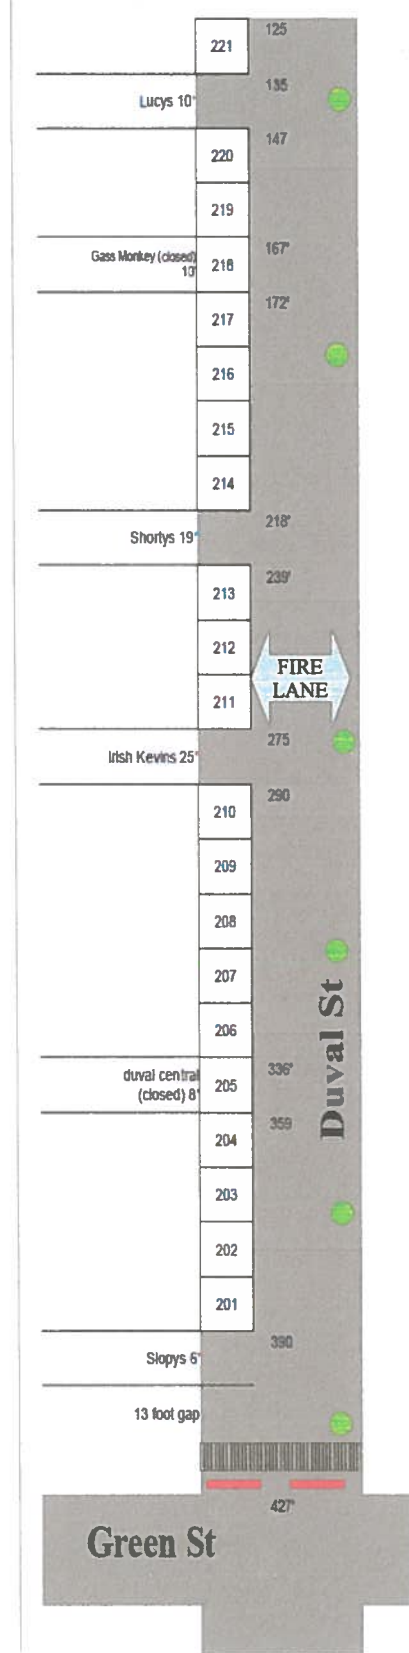 221
125
135
Lucys 10'
147
220
219
Gass Monkey (closed)
10'
218
167'
217
172'
216
215
214
218'
Shortys 19'
239'
213
212
211
FIRE
LANE
275
Irish Kevins 25'
290
210
209
208
207
206
duval central
(closed) 8'
205
336'
359
204
203
202
201
Duval St
390
Slopys 6'
13 foot gap
427'
Green St